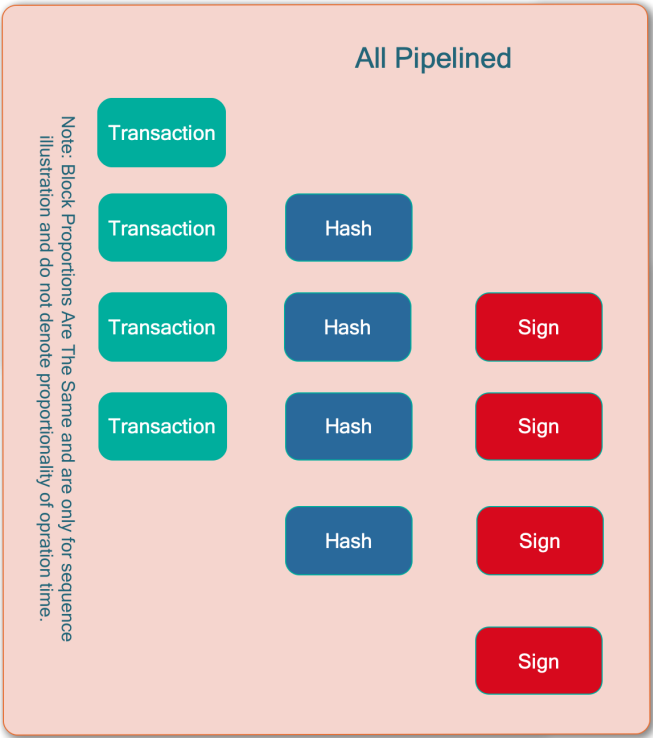 All Pipelined
Note: Block Proportions Are The Same and are only for sequence
illustration and do not denote proportionality of opration time.
Transaction
Transaction
Hash
Transaction
Hash
Sign
Transaction
Hash
Sign
Hash
Sign
Sign